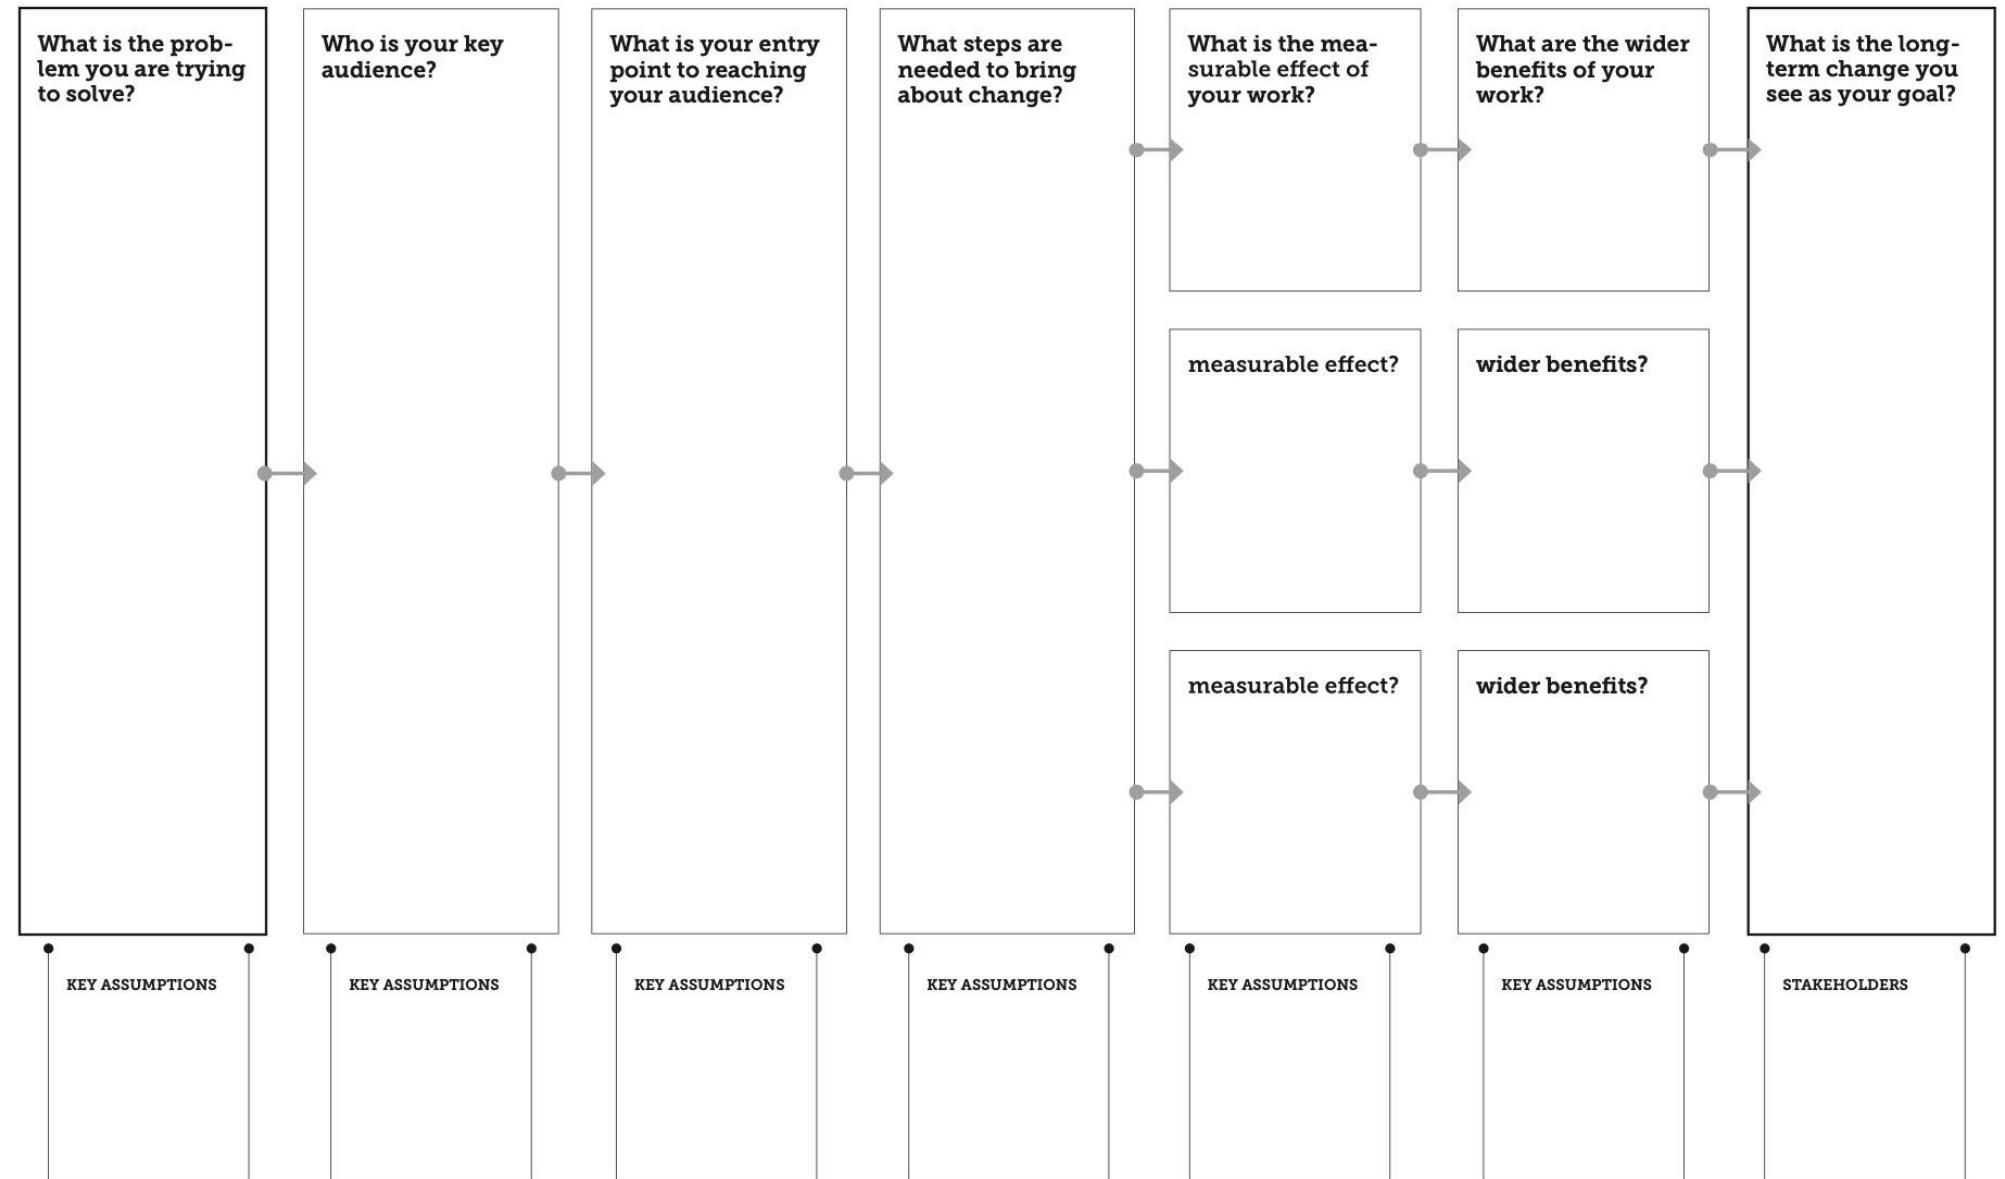 What is the prob-
lem you are trying
to solve?
Who is your key
audience?
What is your entry
point to reaching
your audience?
What steps are
needed to bring
about change?
What is the mea-
surable effect of
your work?
What are the wider
benefits of your
work?
What is the long-
term change you
see as your goal?
measurable effect?
wider benefits?
measurable effect?
wider benefits?
KEY ASSUMPTIONS
KEY ASSUMPTIONS
KEY ASSUMPTIONS
KEY ASSUMPTIONS
KEY ASSUMPTIONS
KEY ASSUMPTIONS
STAKEHOLDERS